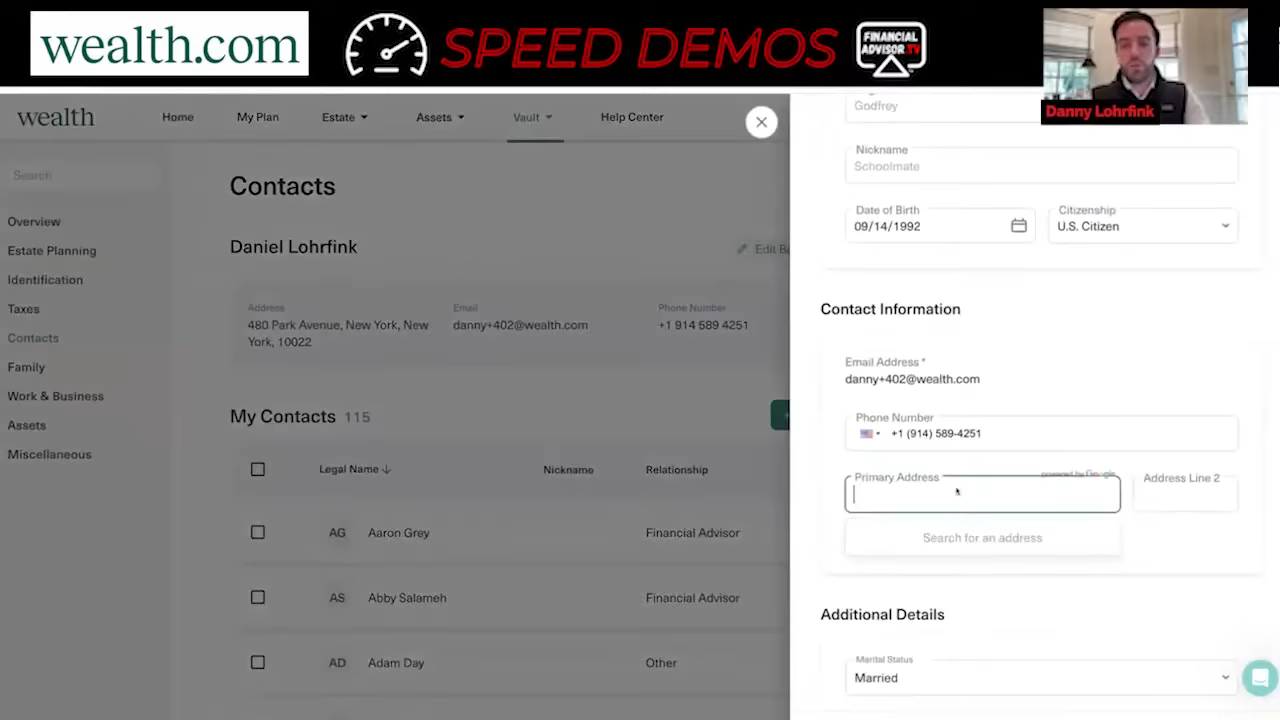 wealth.com
SPEED DEMOS
FINANCIAL
ADVISOR.TV
Danny Lohrfink
wealth
Home
My Plan
Estate
Assets
Vault
Help Center
Search
Overview
Estate Planning
Identification
Taxes
Contacts
Family
Work & Business
Assets
Miscellaneous
Contacts
Daniel Lohrfink
Edit
Address
480 Park Avenue, New York, New
York, 10022
Email
danny+402@wealth.com
Phone Number
+1 914 589 4251
My Contacts 115
Legal Name
Nickname
Relationship
AG Aaron Grey Financial Advisor
AS Abby Salameh Financial Advisor
AD Adam Day Other
Godfrey
Nickname
Schoolmate
Date of Birth
09/14/1992
Citizenship
U.S. Citizen
Contact Information
Email Address *
danny+402@wealth.com
Phone Number
+1 (914) 589-4251
Primary Address
powered by Google
Address Line 2
Search for an address
Additional Details
Marital Status
Married